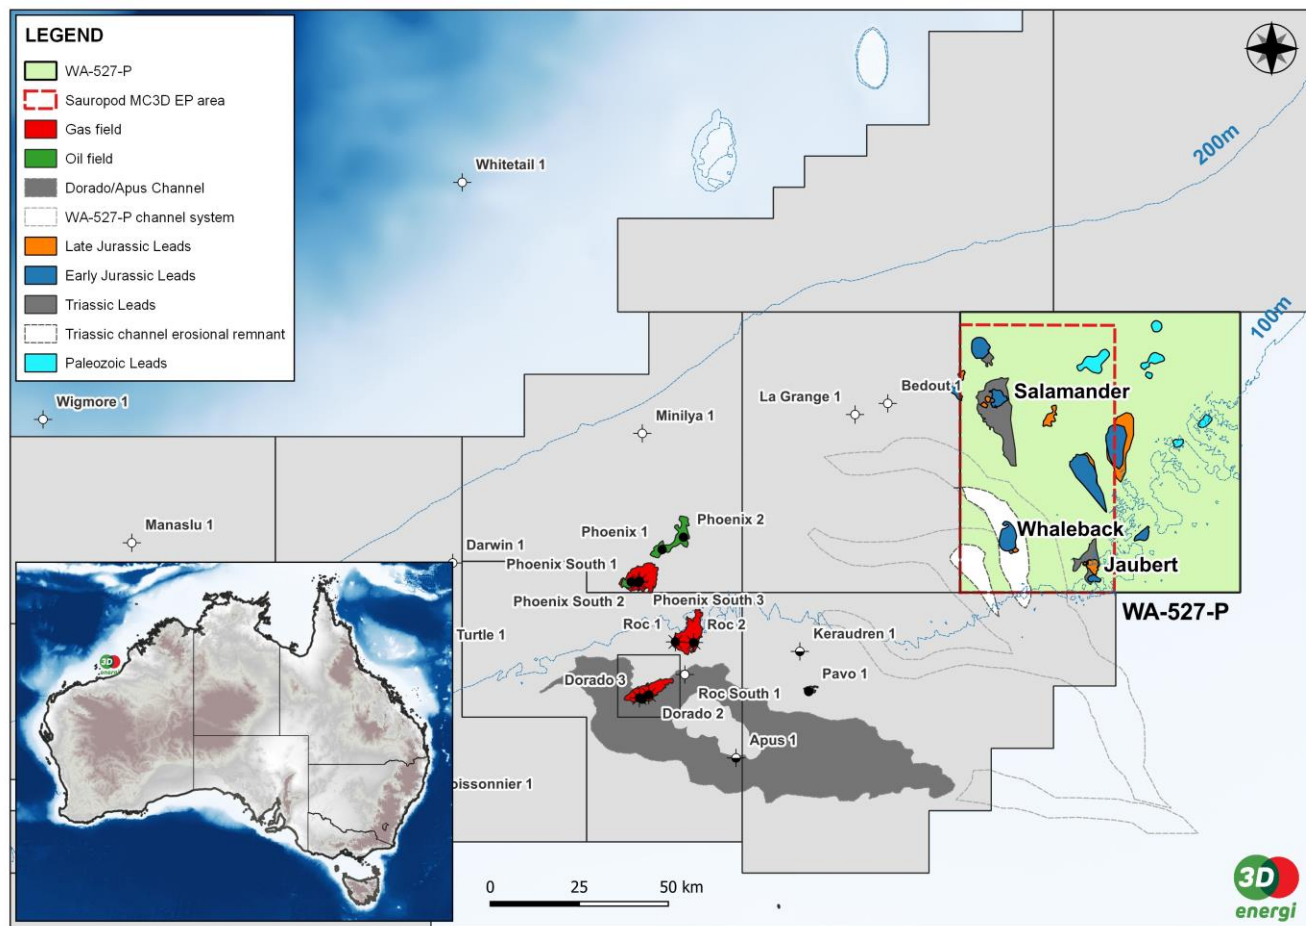 LEGEND
WA-527-P
Sauropod MC3D EP area
Gas field
Oil field
Dorado/Apus Channel
WA-527-P channel system
Late Jurassic Leads
Early Jurassic Leads
Triassic Leads
Triassic channel erosional remnant
Paleozoic Leads
200m
Whitetail 1
100m
Wigmore 1
Minilya 1
La Grange 1
Bedout 1
Salamander
Manaslu 1
Darwin 1
Phoenix 1
Phoenix 2
Phoenix South 1
Phoenix South 2
Phoenix South 3
Whaleback
Jaubert
WA-527-P
Turtle 1
Roc 1
Roc 2
Keraudren 1
Pavo 1
Dorado 3
Roc South 1
Dorado 2
Apus 1
oissonnier 1
3D
energi
0 25 50 km
3D
energi